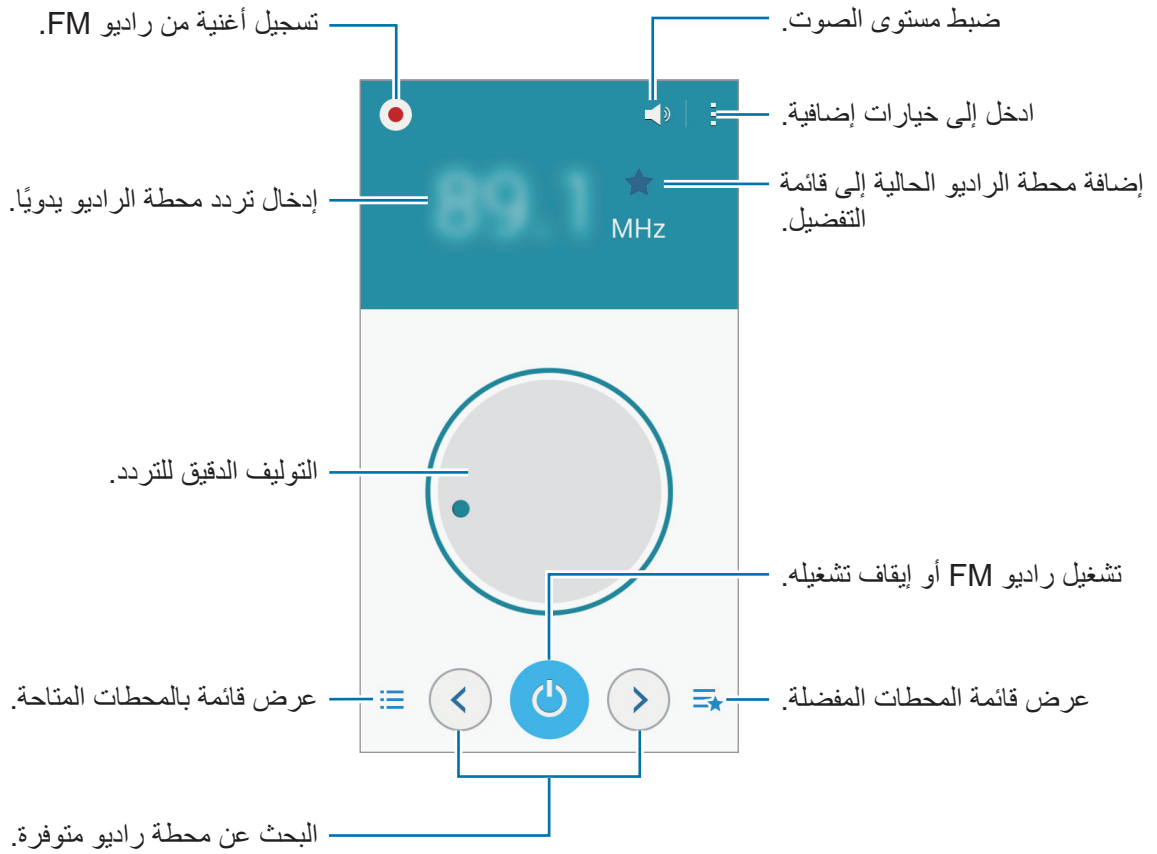 ضبط مستوى الصوت.
تسجيل أغنية من راديو FM.
ادخل إلى خيارات إضافية.
إضافة محطة الراديو الحالية إلى قائمة
التفضيل.
إدخال تردد محطة الراديو يدويًا.
89.1
MHz
التوليف الدقيق للتردد.
تشغيل راديو FM أو إيقاف تشغيله.
عرض قائمة المحطات المفضلة.
عرض قائمة بالمحطات المتاحة.
البحث عن محطة راديو متوفرة.